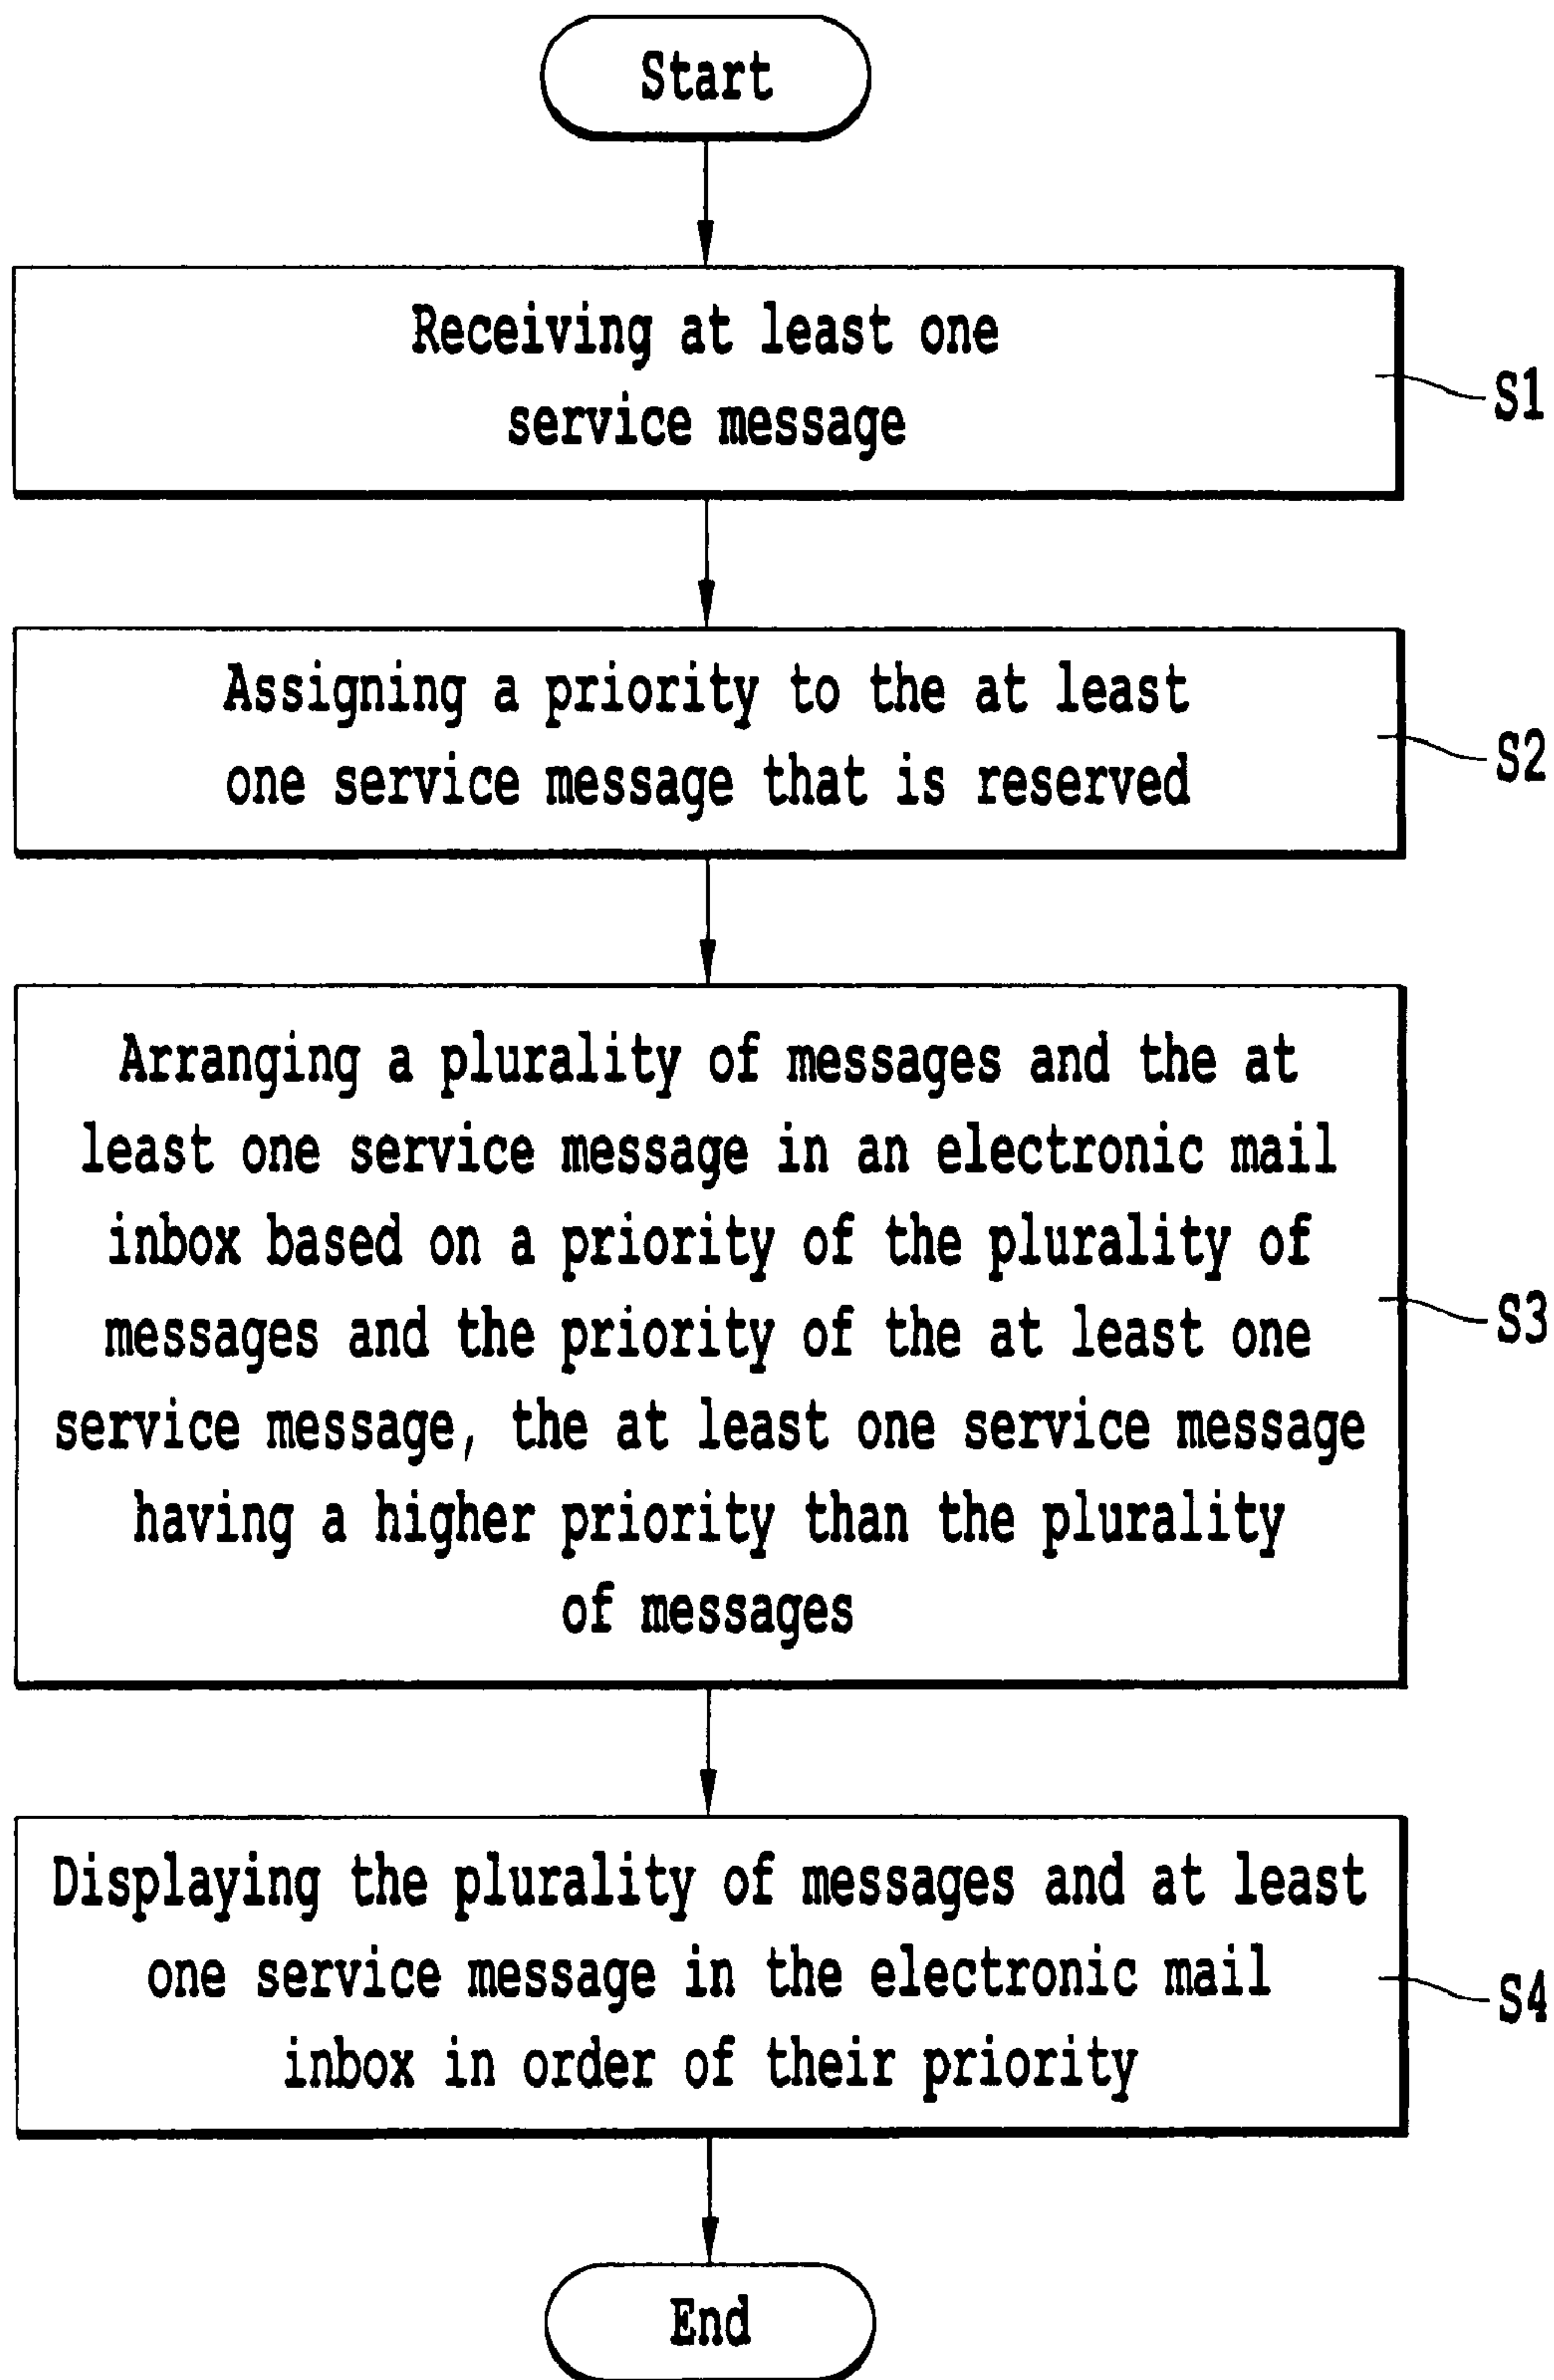 Start
Receiving at least one
service message
S1
Assigning a priority to the at least
one service message that is reserved
S2
Arranging a plurality of messages and the at
least one service message in an electronic mail
inbox based on a priority of the plurality of
messages and the priority of the at least one
service message, the at least one service message
having a higher priority than the plurality
of messages
S3
Displaying the plurality of messages and at least
one service message in the electronic mail
inbox in order of their priority
S4
End